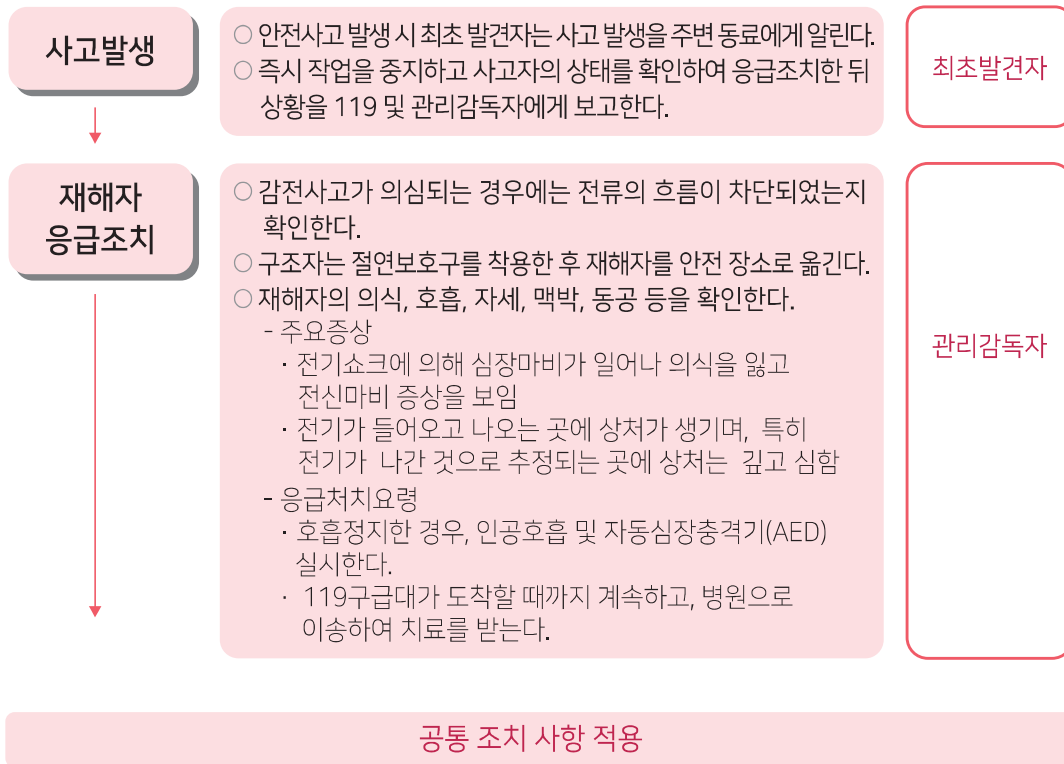 사고발생
○ 안전사고 발생 시 최초 발견자는 사고 발생을 주변 동료에게 알린다.
○ 즉시 작업을 중지하고 사고자의 상태를 확인하여 응급조치한 뒤
상황을 119 및 관리감독자에게 보고한다.
최초발견자
재해자
응급조치
○ 감전사고가 의심되는 경우에는 전류의 흐름이 차단되었는지
확인한다.
○ 구조자는 절연보호구를 착용한 후 재해자를 안전 장소로 옮긴다.
○ 재해자의 의식, 호흡, 자세, 맥박, 동공 등을 확인한다.
- 주요증상
· 전기쇼크에 의해 심장마비가 일어나 의식을 잃고
전신마비 증상을 보임
· 전기가 들어오고 나오는 곳에 상처가 생기며, 특히
전기가 나간 것으로 추정되는 곳에 상처는 깊고 심함
- 응급처치요령
· 호흡정지한 경우, 인공호흡 및 자동심장충격기(AED)
실시한다.
· 119구급대가 도착할 때까지 계속하고, 병원으로
이송하여 치료를 받는다.
관리감독자
공통 조치 사항 적용